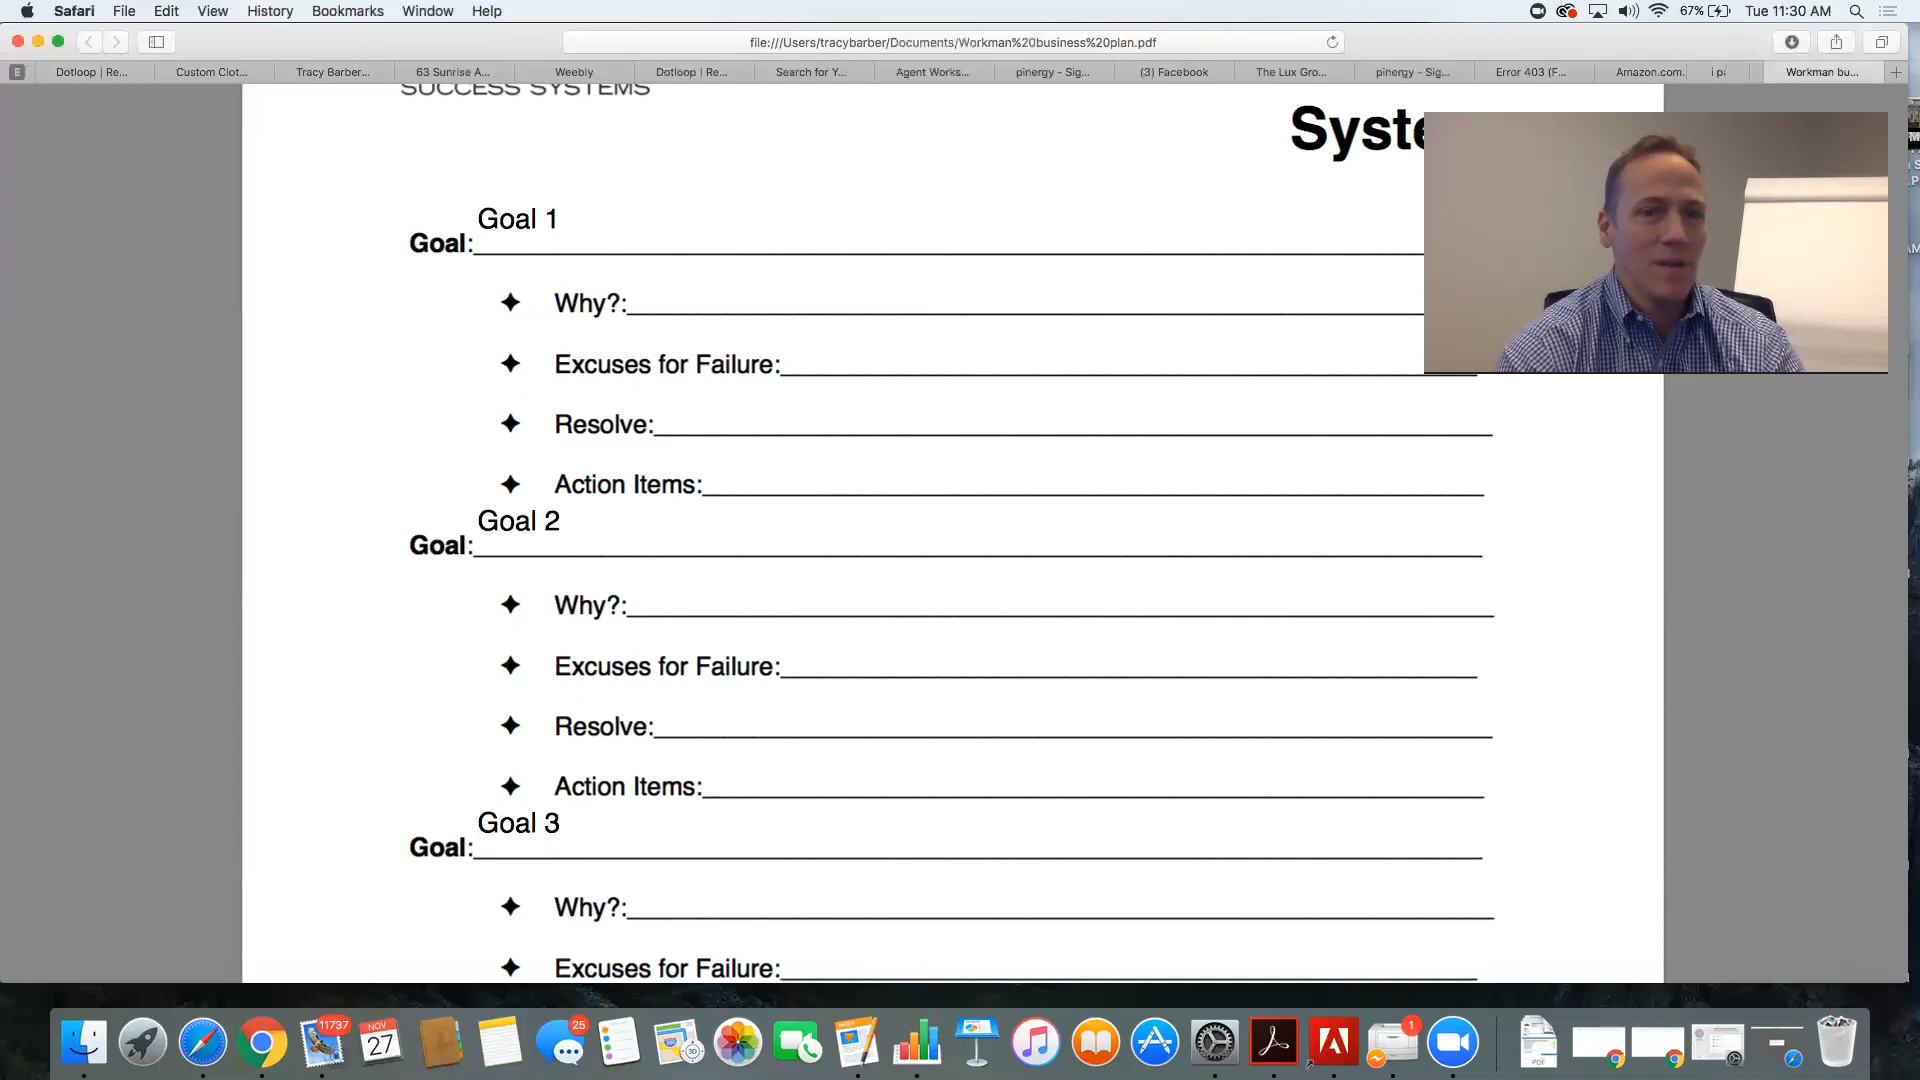 Safari File Edit View History Bookmarks Window Help 67% Tue 11:30 AM
file:///Users/tracybarber/Documents/Workman%20business%20plan.pdf
E Dotloop | Re... Custom Clot... Tracy Barber... 63 Sunrise A... Weebly Dotloop | Re... Search for Y... Agent Works... pinergy - Sig... (3) Facebook The Lux Gro... pinergy - Sig... Error 403 (F... Amazon.com. Workman bu...
SUCCESS SYSTEMS
Goal 1
Goal:
Why?:
Excuses for Failure:
Resolve:
Action Items:
Goal 2
Goal:
Why?:
Excuses for Failure:
Resolve:
Action Items:
Goal 3
Goal:
Why?:
Excuses for Failure:
11737 NOV 27 25 1
PDF